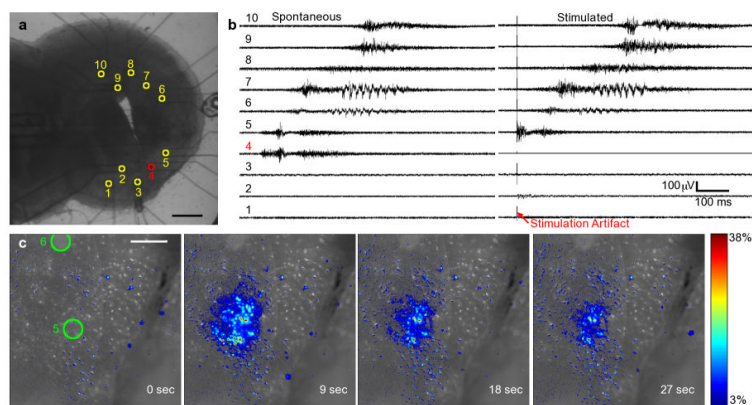 a
10
8
9
7
6
5
4
2
1
3
b
10
Spontaneous
Stimulated
9
8
7
6
5
4
3
2
1
100 µV
100 ms
Stimulation Artifact
c
6
5
0 sec
9 sec
18 sec
27 sec
38%
3%